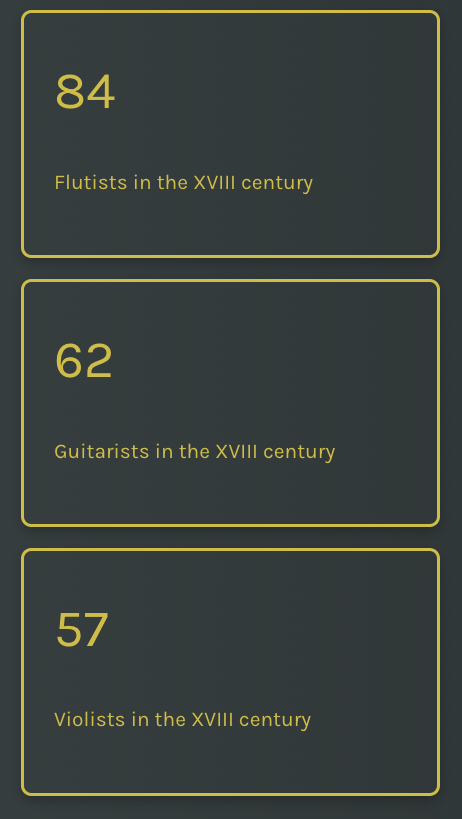 84
Flutists in the XVIII century
62
Guitarists in the XVIII century
57
Violists in the XVIII century